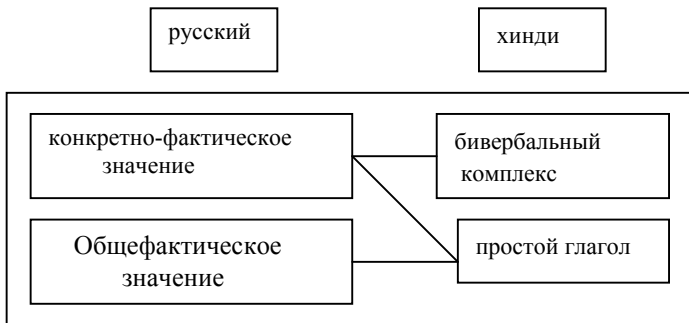 русский
хинди
конкретно-фактическое
значение
бивербальный
комплекс
Общефактическое
значение
простой глагол